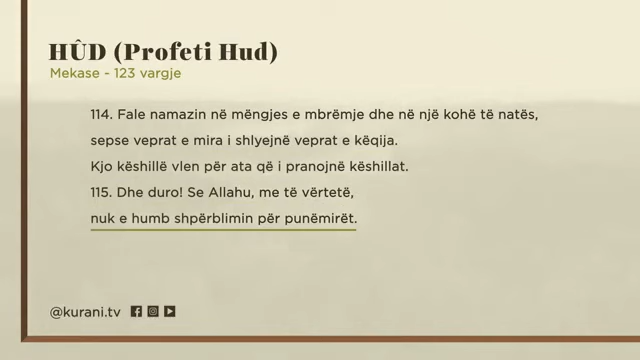 HÛD (Profeti Hud)
Mekase - 123 vargje
114. Fale namazin në mëngjes e mbrëmje dhe në një kohë të natës,
sepse veprat e mira i shlyejnë veprat e këqija.
Kjo këshillë vlen për ata që i pranojnë këshillat.
115. Dhe duro! Se Allahu, me të vërtetë,
nuk e humb shpërblimin për punëmirët.
@kurani.tv